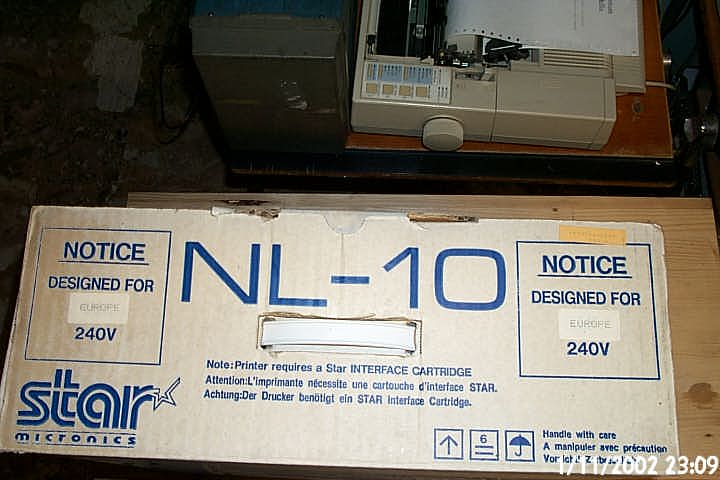 NOTICE
DESIGNED FOR
EUROPE
240V
NL-10
NOTICE
DESIGNED FOR
EUROPE
240V
Note:Printer requires a Star INTERFACE CARTRIDGE
Attention:L'imprimante nécessite une cartouche d'interface STAR.
Achtung:Der Drucker benötigt ein STAR Interface Cartridge.
star
micronics
6
Handle with care
A manipuler avec précaution
1/11/2002 23:09